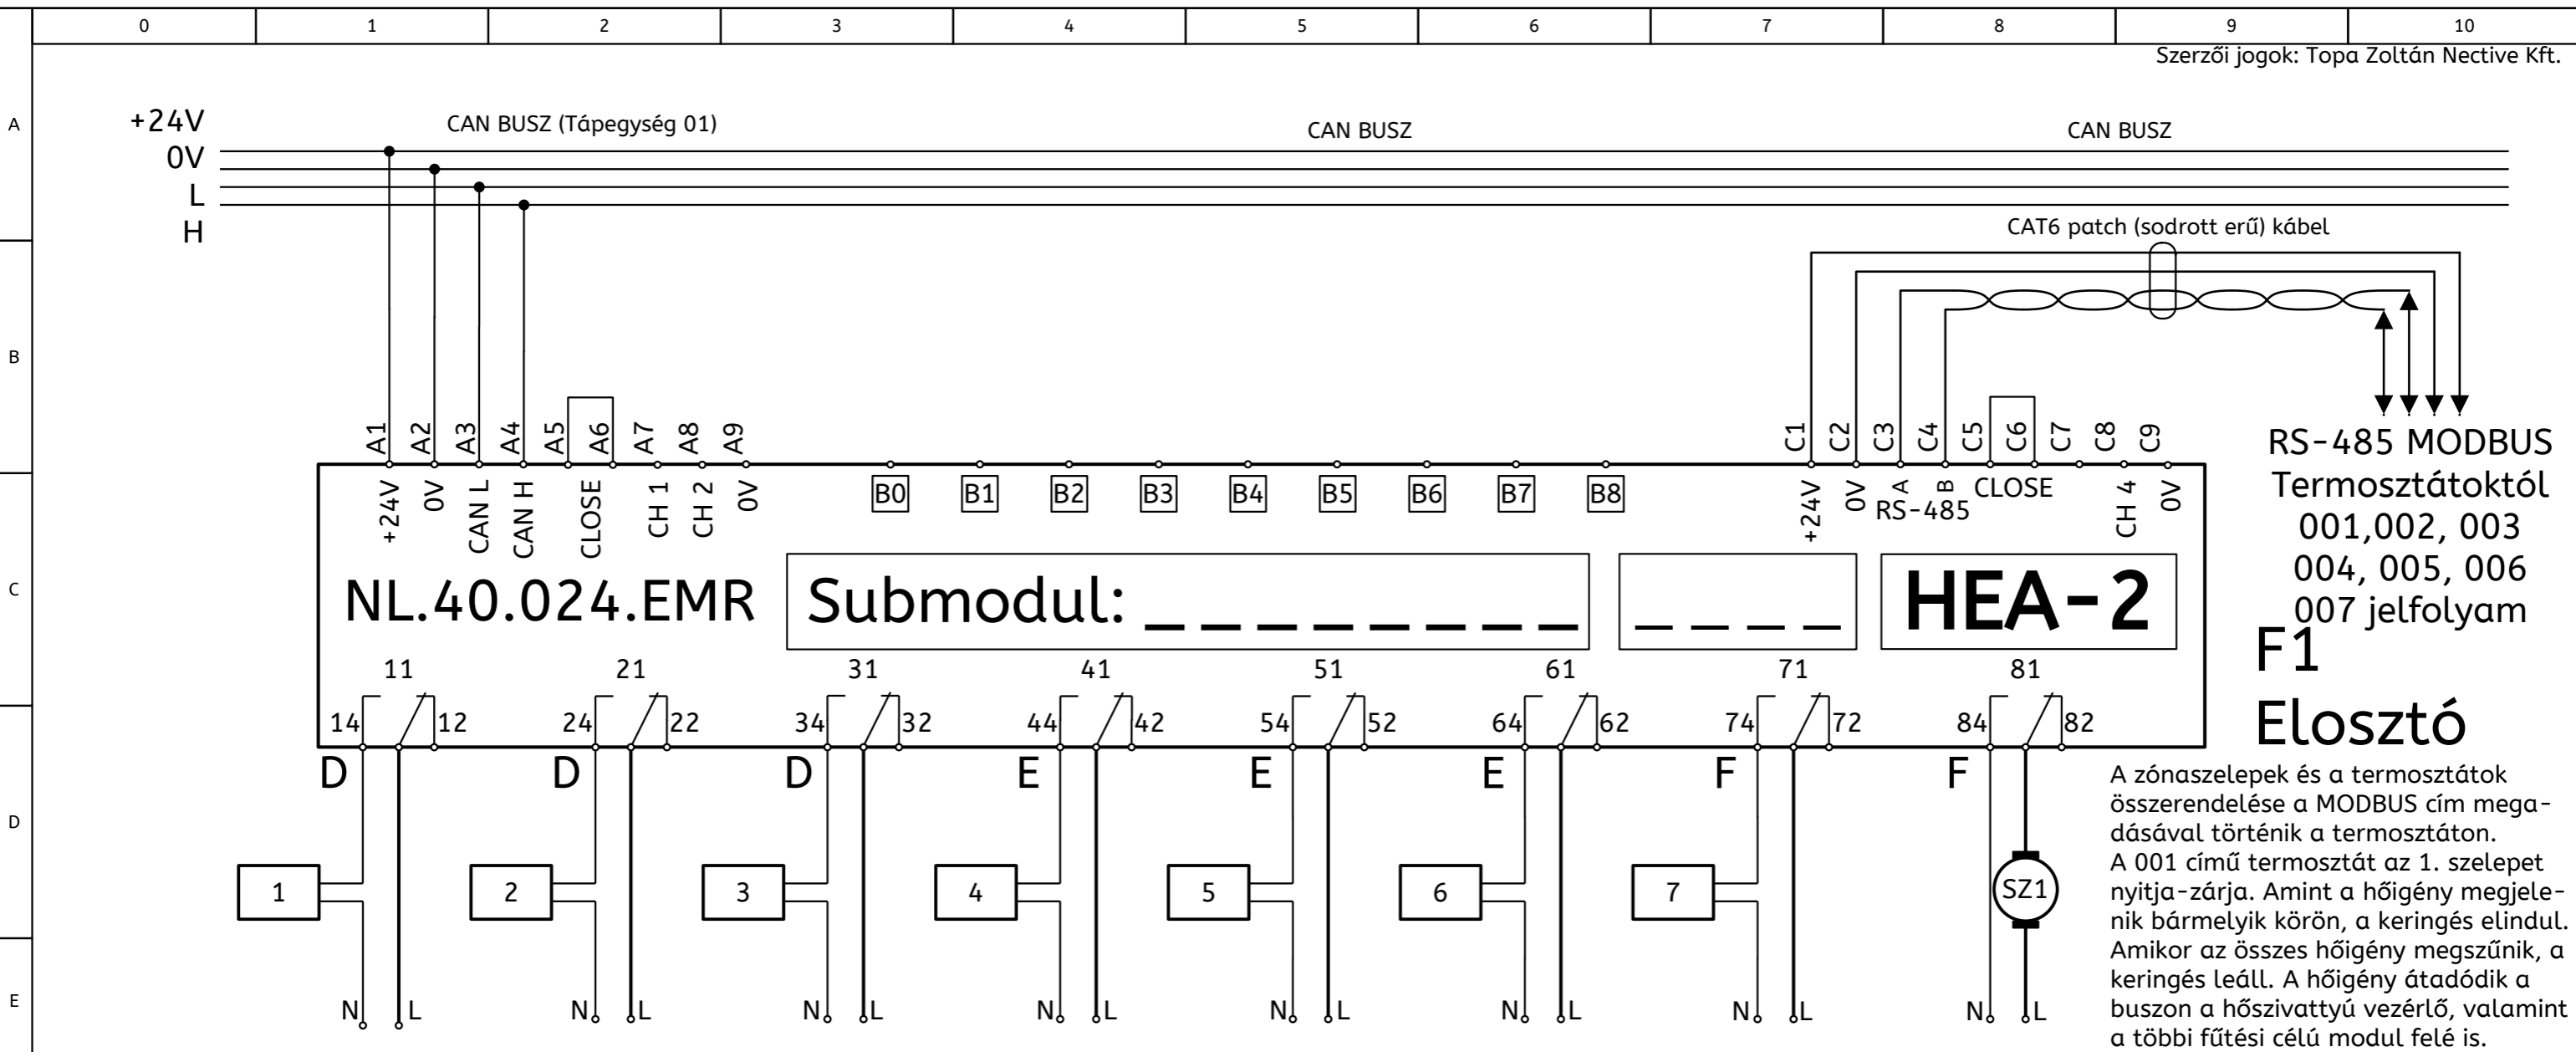 0 1 2 3 4 5 6 7 8 9 10
Szerzői jogok: Topa Zoltán Nective Kft.
A
+24V
0V
L
H
CAN BUSZ (Tápegység 01)
CAN BUSZ
CAN BUSZ
CAT6 patch (sodrott erű) kábel
B
A1 A2 A3 A4 A5 A6 A7 A8 A9
C1 C2 C3 C4 C5 C6 C7 C8 C9
+24V 0V CAN L CAN H CLOSE CH 1 CH 2 0V
B0 B1 B2 B3 B4 B5 B6 B7 B8
+24V 0V A B CLOSE CH 4 0V
RS-485
RS-485 MODBUS
Termosztátoktól
001,002, 003
004, 005, 006
007 jelfolyam
C
NL.40.024.EMR
Submodul: _ _ _ _ _ _ _ _
_ _ _ _
HEA-2
F1
Elosztó
11 21 31 41 51 61 71 81
14 12 24 22 34 32 44 42 54 52 64 62 74 72 84 82
D D D E E E F F
D
1 2 3 4 5 6 7 SZ1
A zónaszelepek és a termosztátok
összerendelése a MODBUS cím mega-
dásával történik a termosztáton.
A 001 című termosztát az 1. szelepet
nyitja-zárja. Amint a hőigény megjele-
nik bármelyik körön, a keringés elindul.
Amikor az összes hőigény megszűnik, a
keringés leáll. A hőigény átadódik a
buszon a hőszivattyú vezérlő, valamint
a többi fűtési célú modul felé is.
E
N L N L N L N L N L N L N L N L